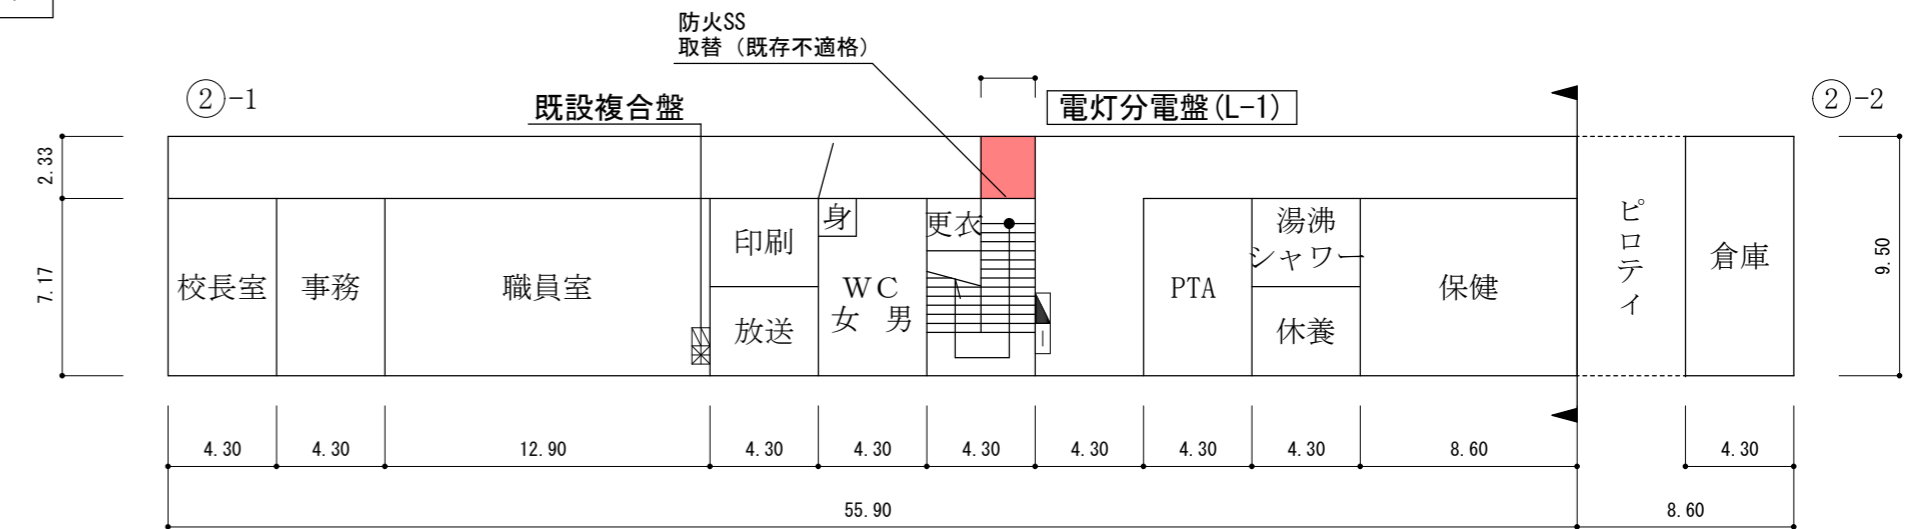 防火SS
取替（既存不適格）
②-1
既設複合盤
電灯分電盤(L-1)
②-2
2.33
7.17
9.50
校長室
事務
職員室
印刷
放送
身
WC
女 男
更衣
PTA
湯沸
シャワー
休養
保健
ピロティ
倉庫
4.30
4.30
12.90
4.30
4.30
4.30
4.30
4.30
4.30
8.60
4.30
55.90
8.60